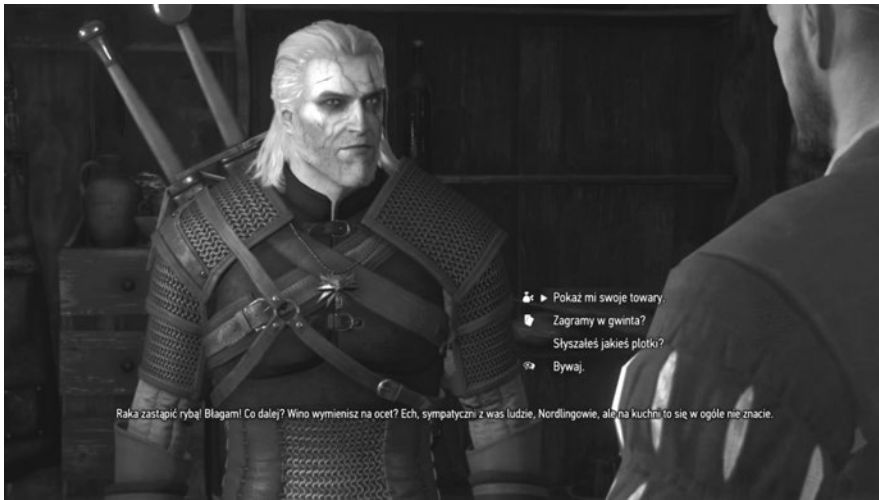 Pokaż mi swoje towary.
Zagramy w gwinta?
Słyszałeś jakieś plotki?
Bywaj.
Raka zastąpić rybą! Błagam! Co dalej? Wino wymienisz na ocet? Ech, sympatyczni z was ludzie, Nordlingowie, ale na kuchni to się w ogóle nie znacie.